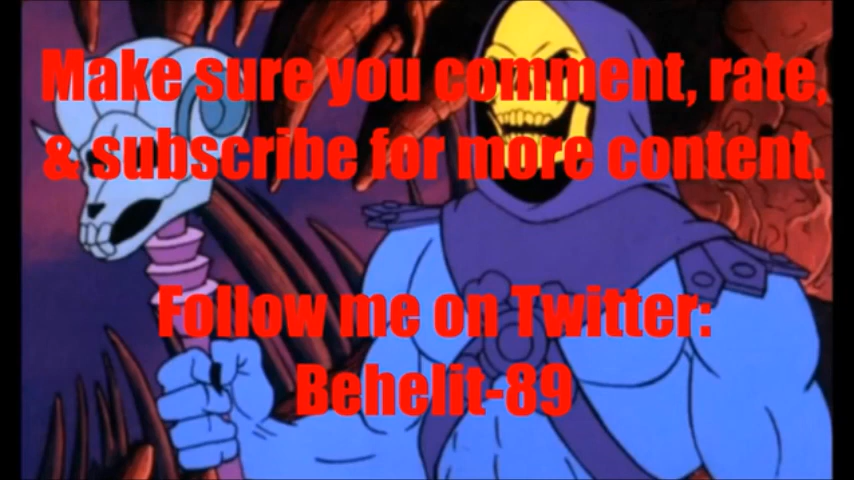 Make sure you comment, rate,
& subscribe for more content.
Follow me on Twitter:
Behelit-89